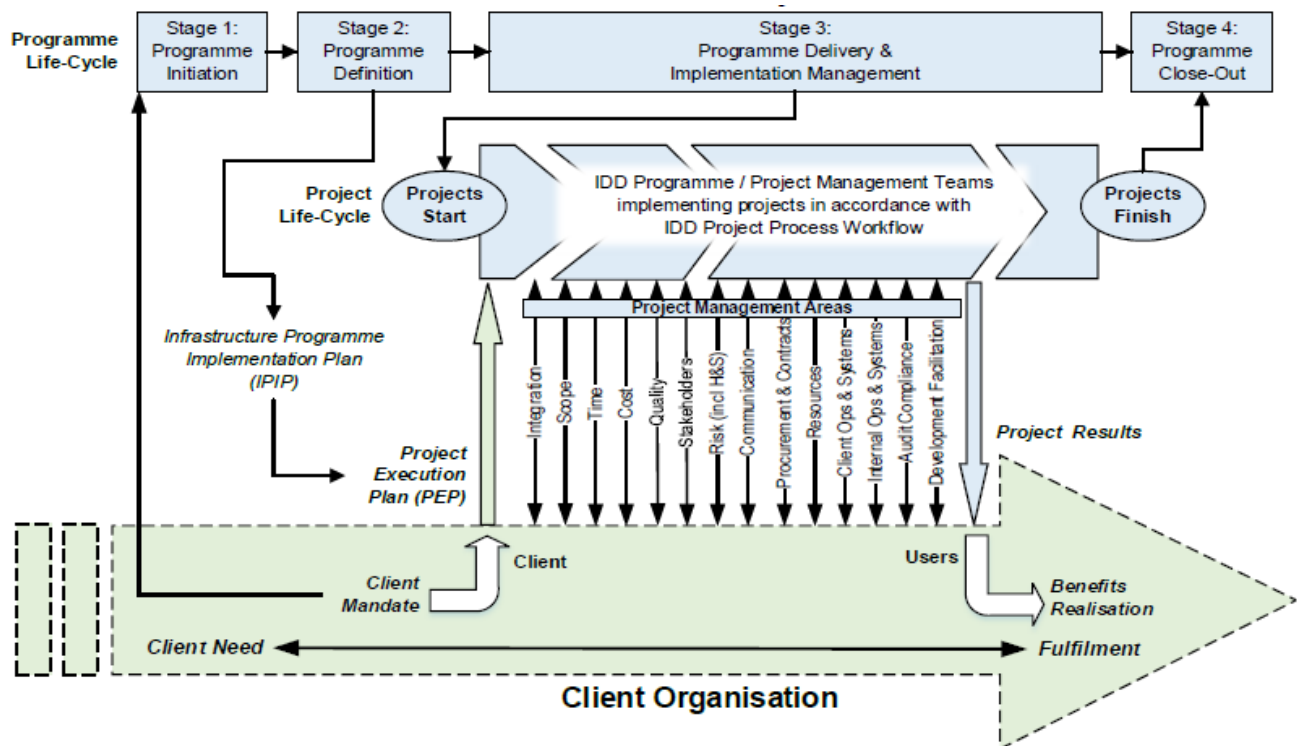 Programme
Life-Cycle
Stage 1:
Programme
Initiation
Stage 2:
Programme
Definition
Stage 3:
Programme Delivery &
Implementation Management
Stage 4:
Programme
Close-Out
Project
Life-Cycle
Projects
Start
IDD Programme / Project Management Teams
implementing projects in accordance with
IDD Project Process Workflow
Projects
Finish
Project Management Areas
Integration
Scope
Time
Cost
Quality
Stakeholders
Risk (incl H&S)
Communication
Procurement & Contracts
Resources
Client Ops & Systems
Internal Ops & Systems
Audit Compliance
Development Facilitation
Infrastructure Programme
Implementation Plan
(IPIP)
Project
Execution
Plan (PEP)
Project Results
Client
Client
Mandate
Users
Benefits
Realisation
Client Need
Fulfilment
Client Organisation